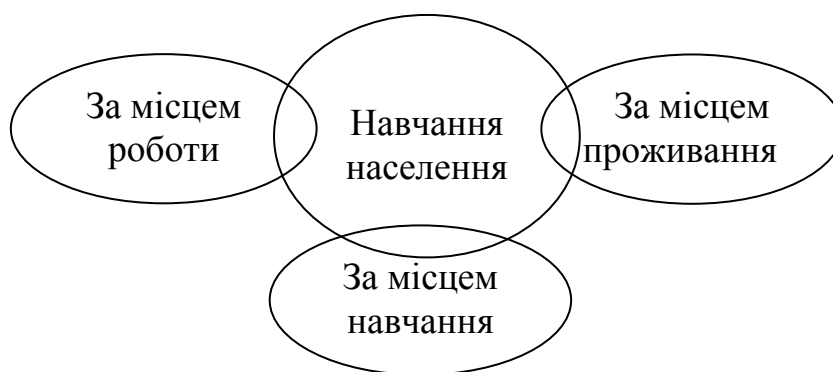 За місцем
роботи
Навчання
населення
За місцем
проживання
За місцем
навчання